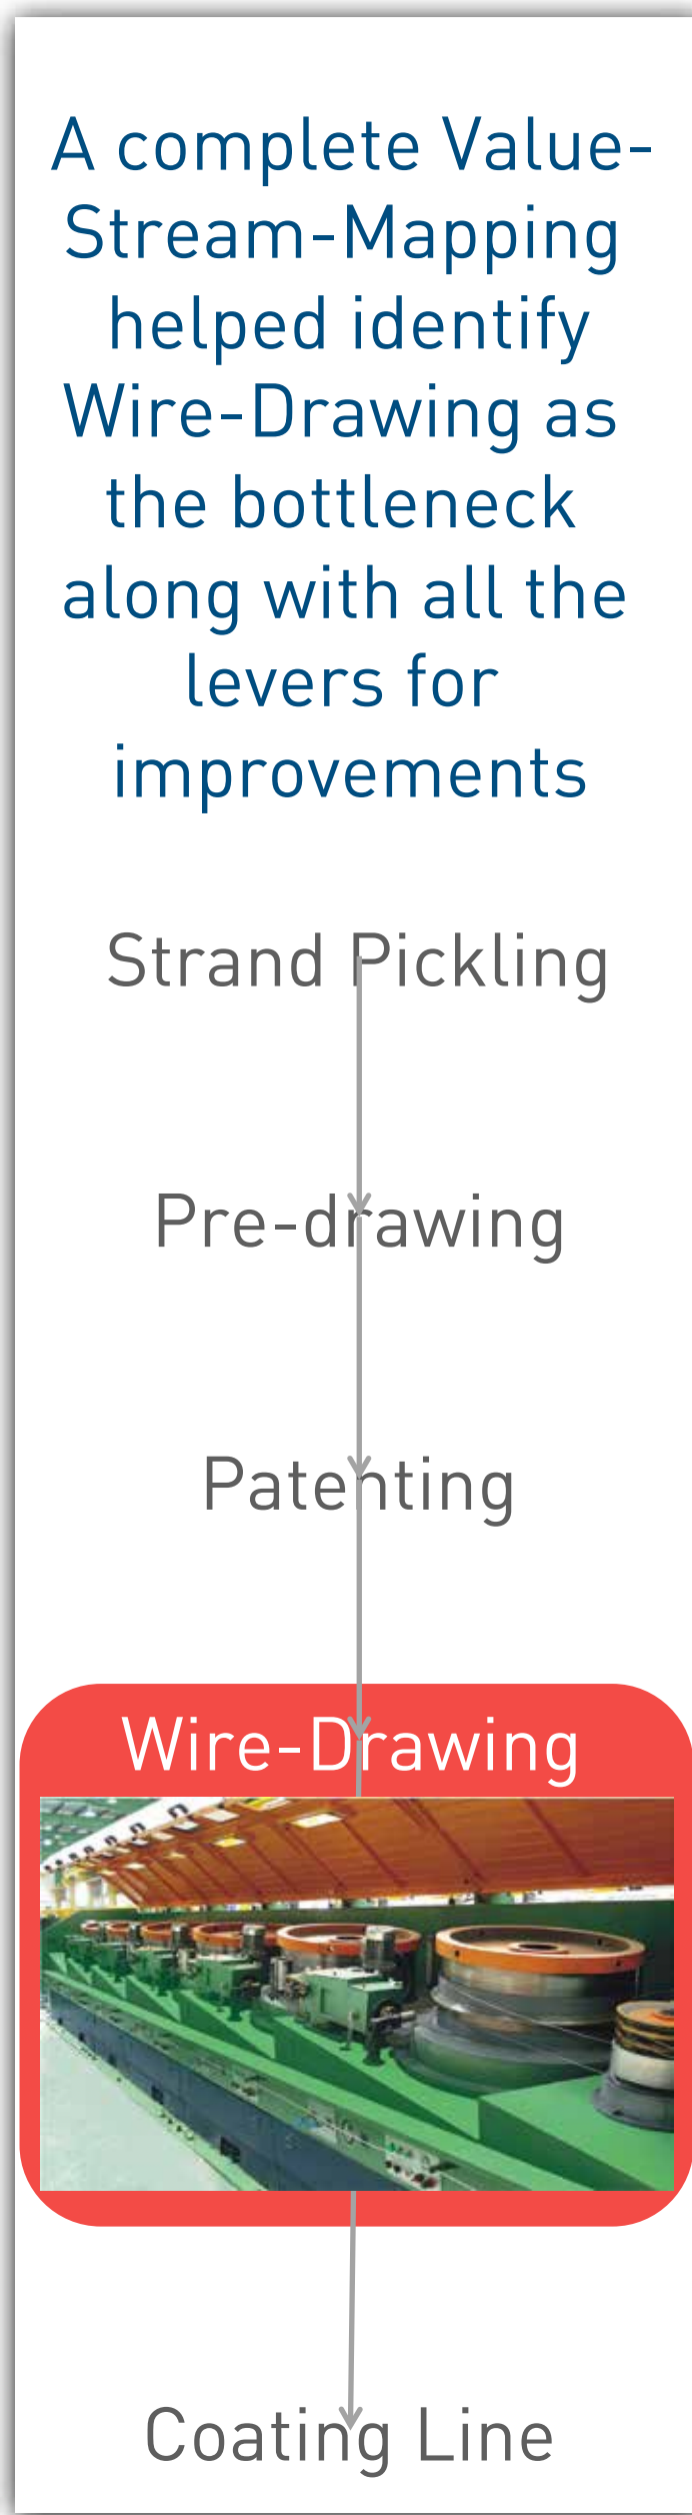 A complete Value-
Stream-Mapping
helped identify
Wire-Drawing as
the bottleneck
along with all the
levers for
improvements
Strand Pickling
Pre-drawing
Patenting
Wire-Drawing
Coating Line